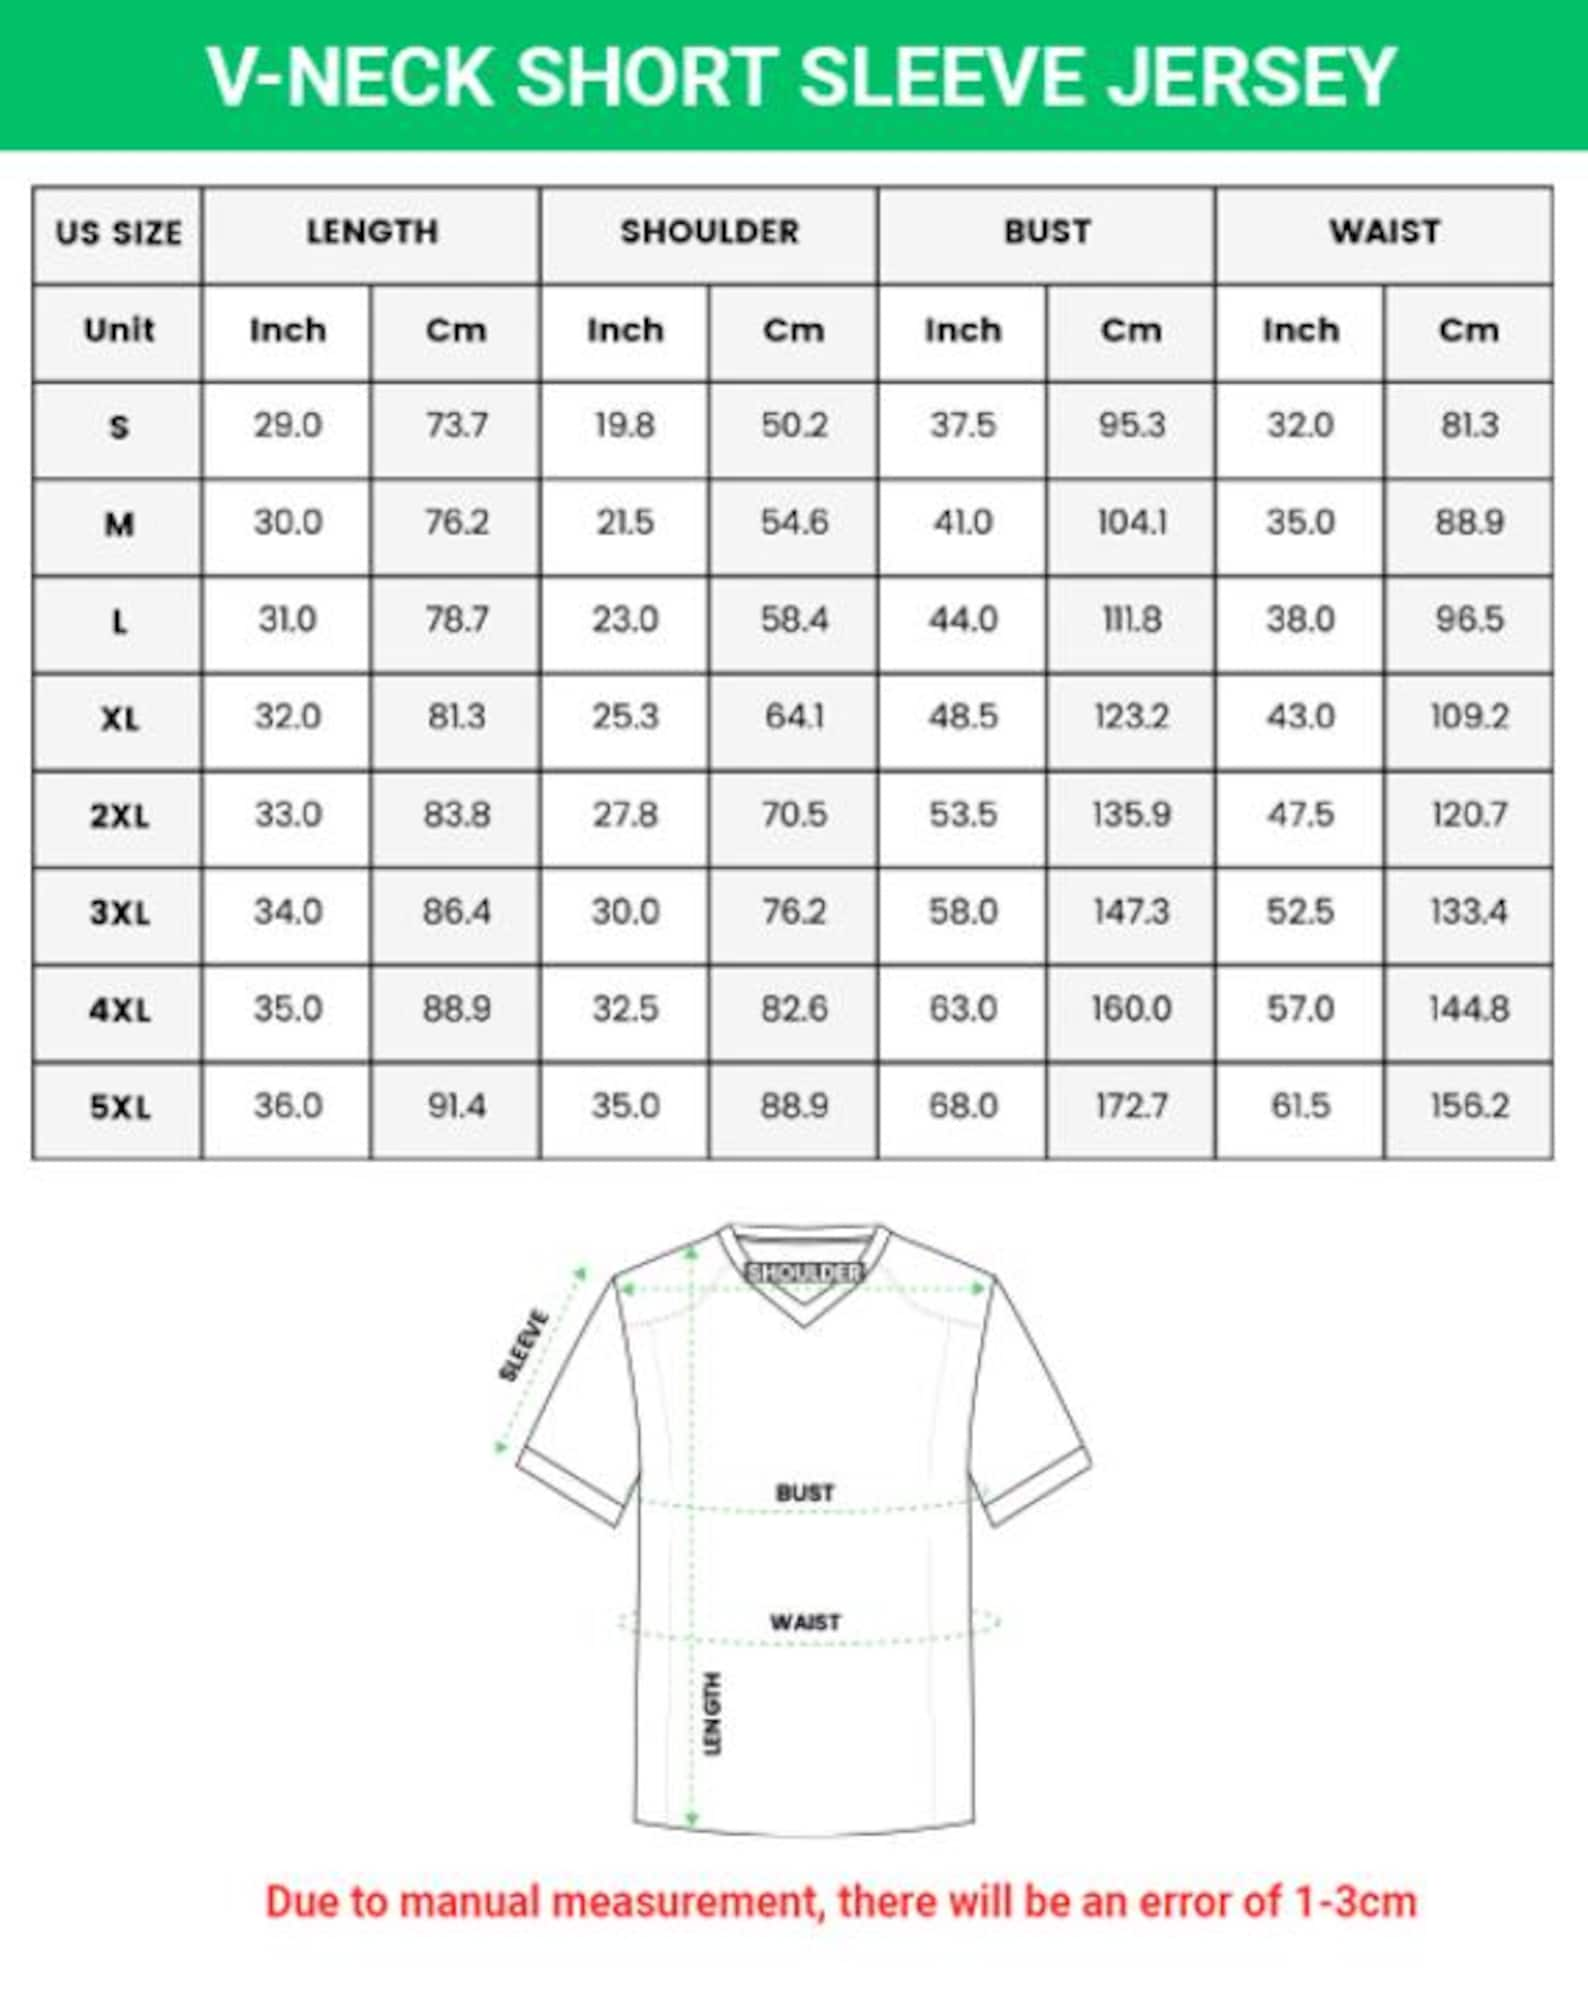 V-NECK SHORT SLEEVE JERSEY
US SIZE LENGTH SHOULDER BUST WAIST
Unit Inch Cm Inch Cm Inch Cm Inch Cm
S 29.0 73.7 19.8 50.2 37.5 95.3 32.0 81.3
M 30.0 76.2 21.5 54.6 41.0 104.1 35.0 88.9
L 31.0 78.7 23.0 58.4 44.0 111.8 38.0 96.5
XL 32.0 81.3 25.3 64.1 48.5 123.2 43.0 109.2
2XL 33.0 83.8 27.8 70.5 53.5 135.9 47.5 120.7
3XL 34.0 86.4 30.0 76.2 58.0 147.3 52.5 133.4
4XL 35.0 88.9 32.5 82.6 63.0 160.0 57.0 144.8
5XL 36.0 91.4 35.0 88.9 68.0 172.7 61.5 156.2
SHOULDER
SLEEVE
BUST
WAIST
LENGTH
Due to manual measurement, there will be an error of 1-3cm